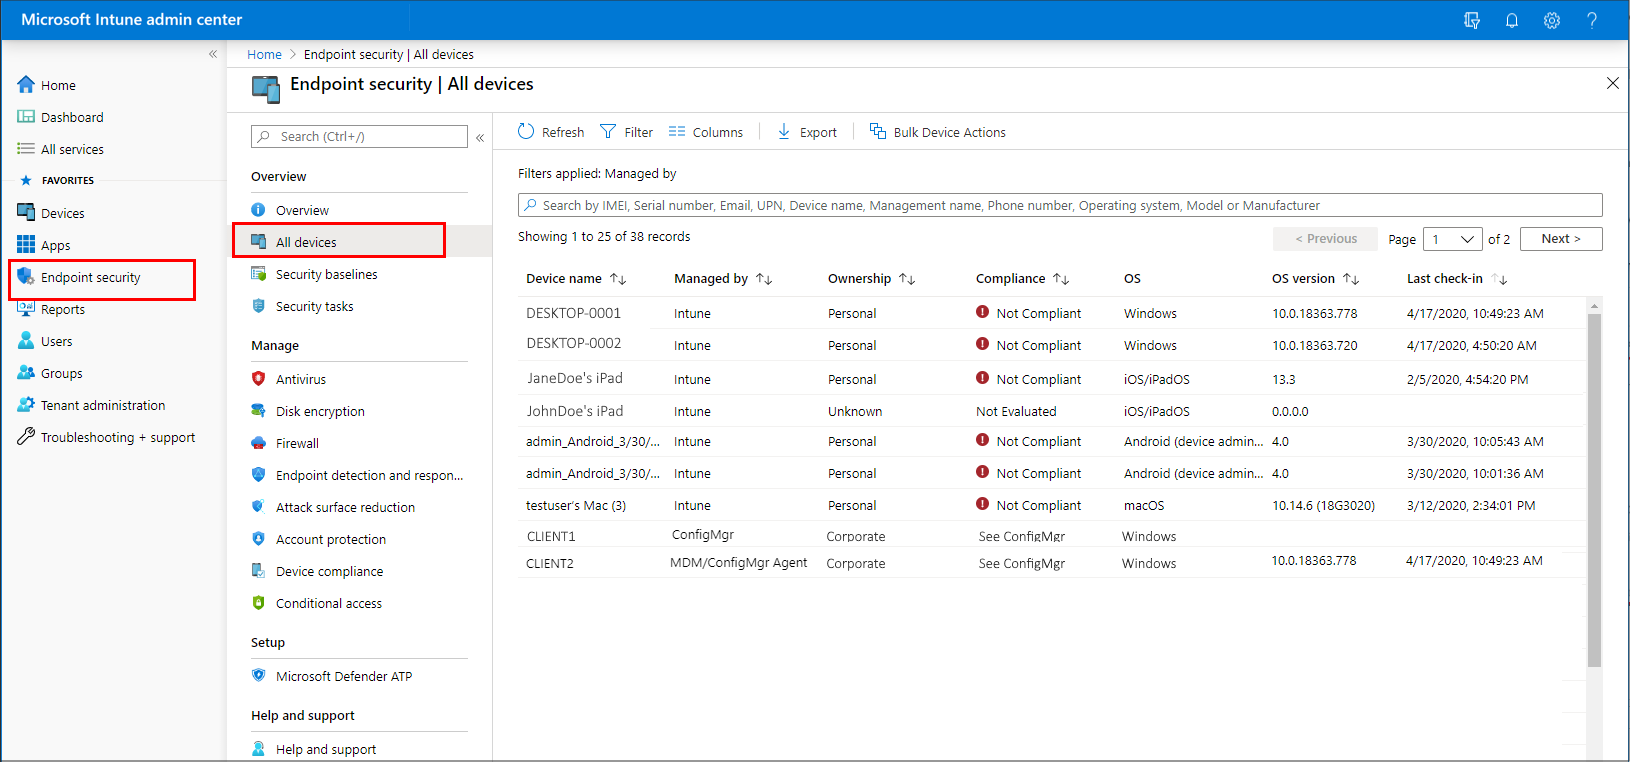 Microsoft Intune admin center
Home > Endpoint security | All devices
Endpoint security | All devices
Home
Dashboard
All services
FAVORITES
Devices
Apps
Endpoint security
Reports
Users
Groups
Tenant administration
Troubleshooting + support
Search (Ctrl+/)
Overview
Overview
All devices
Security baselines
Security tasks
Manage
Antivirus
Disk encryption
Firewall
Endpoint detection and respon...
Attack surface reduction
Account protection
Device compliance
Conditional access
Setup
Microsoft Defender ATP
Help and support
Help and support
Refresh Filter Columns Export Bulk Device Actions
Filters applied: Managed by
Search by IMEI, Serial number, Email, UPN, Device name, Management name, Phone number, Operating system, Model or Manufacturer
Showing 1 to 25 of 38 records < Previous Page 1 of 2 Next >
Device name Managed by Ownership Compliance OS OS version Last check-in
DESKTOP-0001 Intune Personal Not Compliant Windows 10.0.18363.778 4/17/2020, 10:49:23 AM
DESKTOP-0002 Intune Personal Not Compliant Windows 10.0.18363.720 4/17/2020, 4:50:20 AM
JaneDoe's iPad Intune Personal Not Compliant iOS/iPadOS 13.3 2/5/2020, 4:54:20 PM
JohnDoe's iPad Intune Unknown Not Evaluated iOS/iPadOS 0.0.0.0
admin_Android_3/30/... Intune Personal Not Compliant Android (device admin... 4.0 3/30/2020, 10:05:43 AM
admin_Android_3/30/... Intune Personal Not Compliant Android (device admin... 4.0 3/30/2020, 10:01:36 AM
testuser's Mac (3) Intune Personal Not Compliant macOS 10.14.6 (18G3020) 3/12/2020, 2:34:01 PM
CLIENT1 ConfigMgr Corporate See ConfigMgr Windows
CLIENT2 MDM/ConfigMgr Agent Corporate See ConfigMgr Windows 10.0.18363.778 4/17/2020, 10:49:23 AM